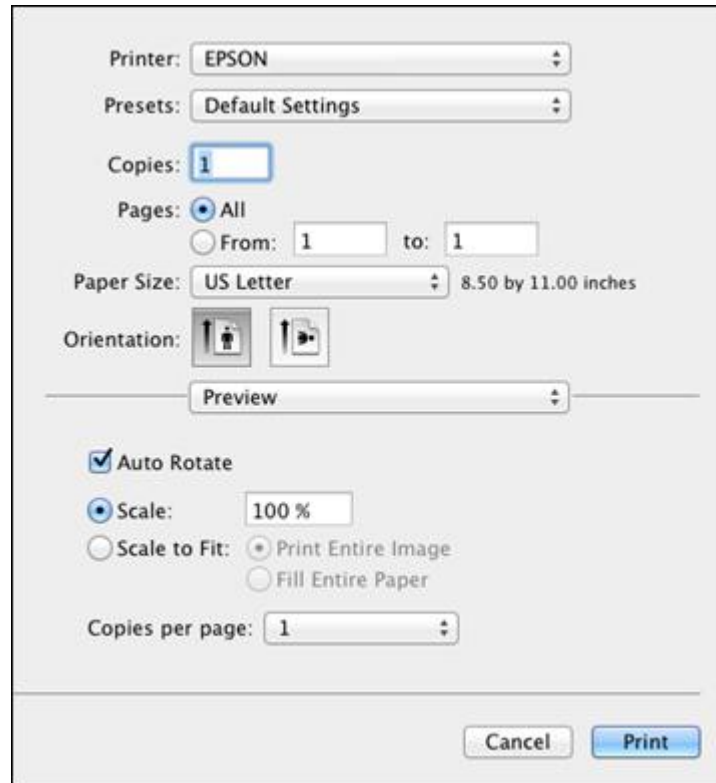 Printer: EPSON
Presets: Default Settings
Copies: 1
Pages: All
From: 1 to: 1
Paper Size: US Letter 8.50 by 11.00 inches
Orientation:
Preview
Auto Rotate
Scale: 100 %
Scale to Fit: Print Entire Image
Fill Entire Paper
Copies per page: 1
Cancel Print